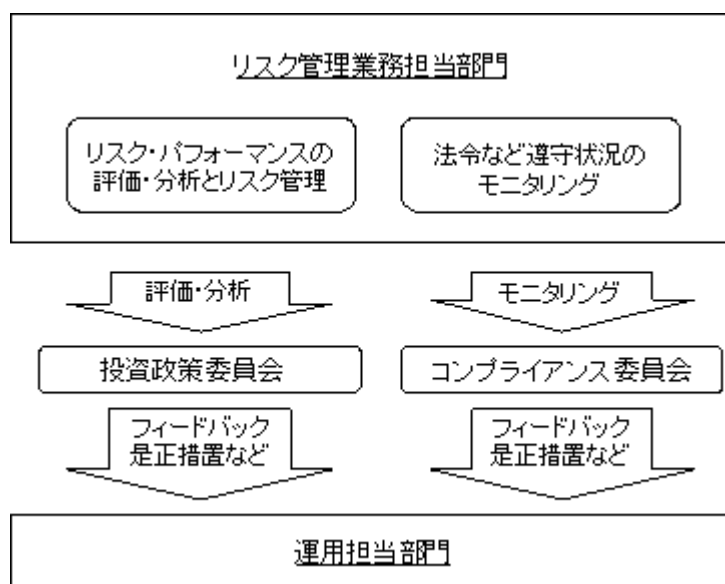 リスク管理業務担当部門
リスク・パフォーマンスの
評価・分析とリスク管理
法令など遵守状況の
モニタリング
評価・分析
モニタリング
投資政策委員会
コンプライアンス委員会
フィードバック
是正措置など
フィードバック
是正措置など
運用担当部門